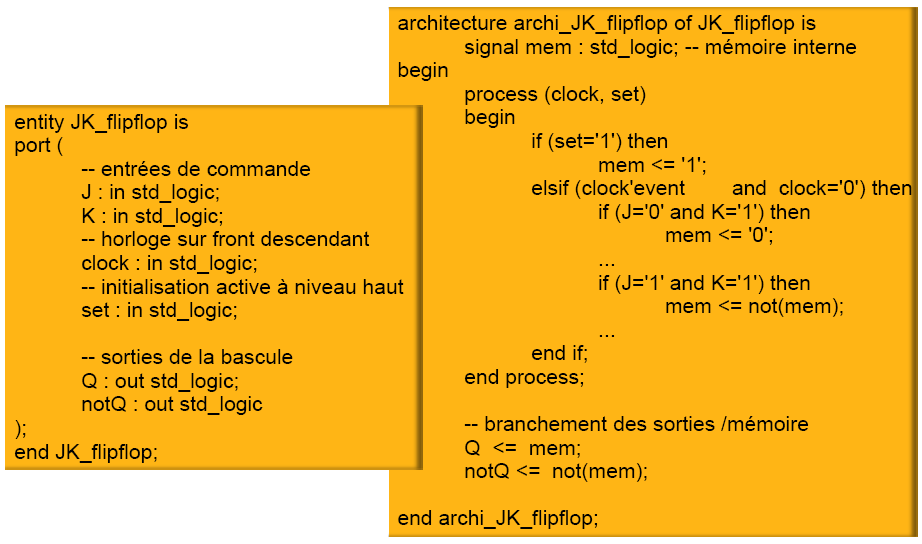 entity JK_flipflop is
port (
-- entrées de commande
J : in std_logic;
K : in std_logic;
-- horloge sur front descendant
clock : in std_logic;
-- initialisation active à niveau haut
set : in std_logic;
-- sorties de la bascule
Q : out std_logic;
notQ : out std_logic
);
end JK_flipflop;
architecture archi_JK_flipflop of JK_flipflop is
signal mem : std_logic; -- mémoire interne
begin
process (clock, set)
begin
if (set='1') then
mem <= '1';
elsif (clock'event and clock='0') then
if (J='0' and K='1') then
mem <= '0';
...
if (J='1' and K='1') then
mem <= not(mem);
...
end if;
end process;
-- branchement des sorties /mémoire
Q <= mem;
notQ <= not(mem);
end archi_JK_flipflop;